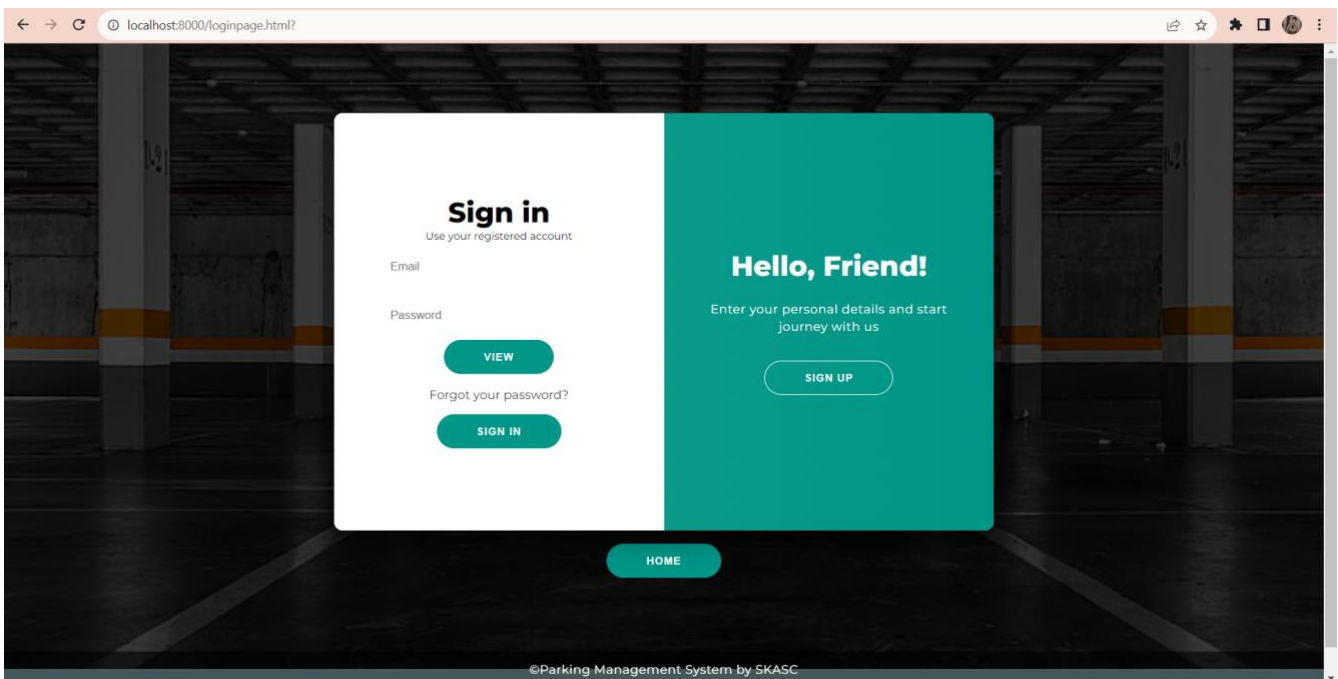 localhost:8000/loginpage.html?
Sign in
Use your registered account
Email
Password
VIEW
Forgot your password?
SIGN IN
Hello, Friend!
Enter your personal details and start
journey with us
SIGN UP
HOME
©Parking Management System by SKASC